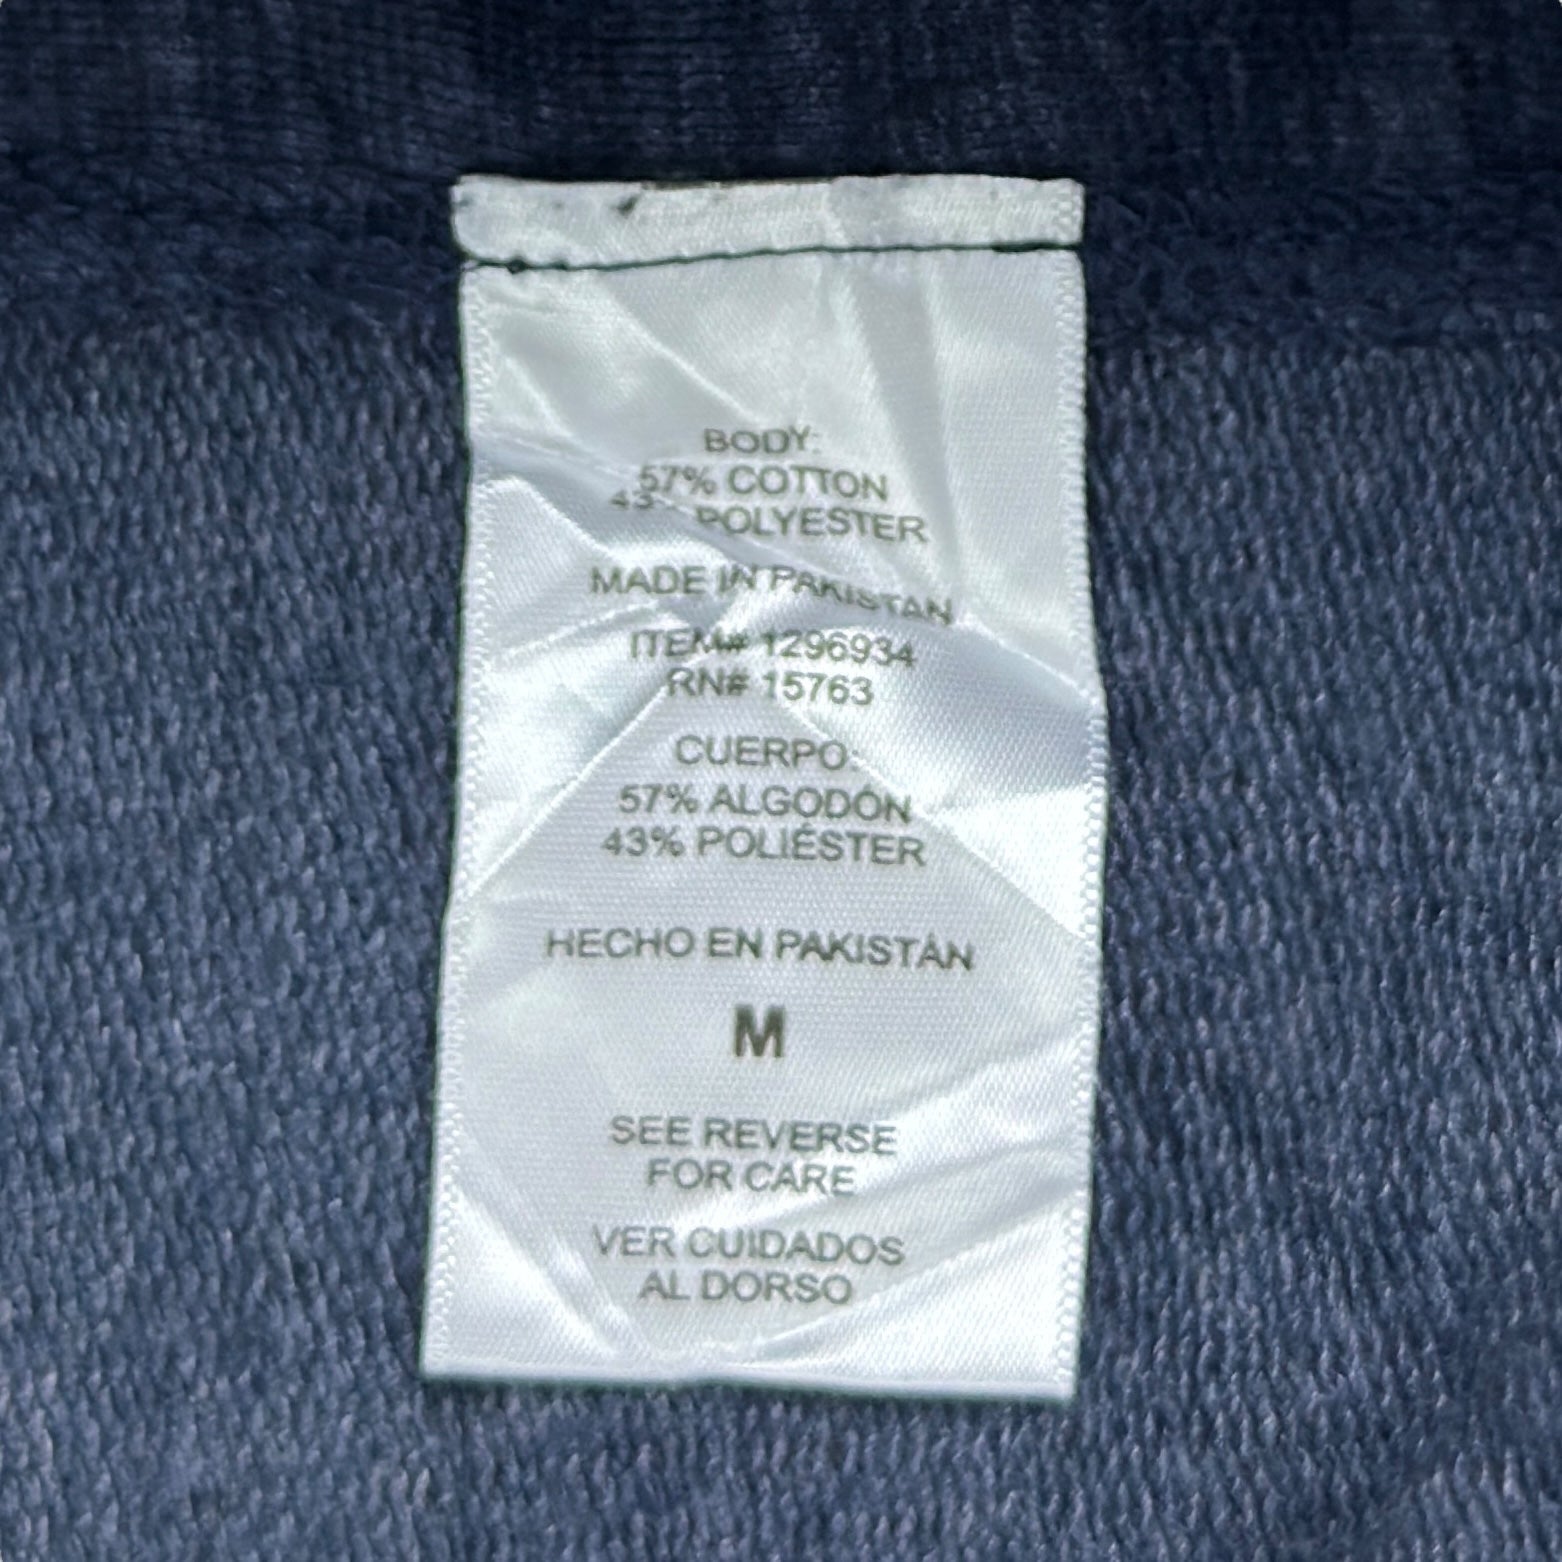 BODY:
57% COTTON
43% POLYESTER
MADE IN PAKISTAN
ITEM# 1296934
RN# 15763
CUERPO:
57% ALGODÓN
43% POLIÉSTER
HECHO EN PAKISTÁN
M
SEE REVERSE
FOR CARE
VER CUIDADOS
AL DORSO